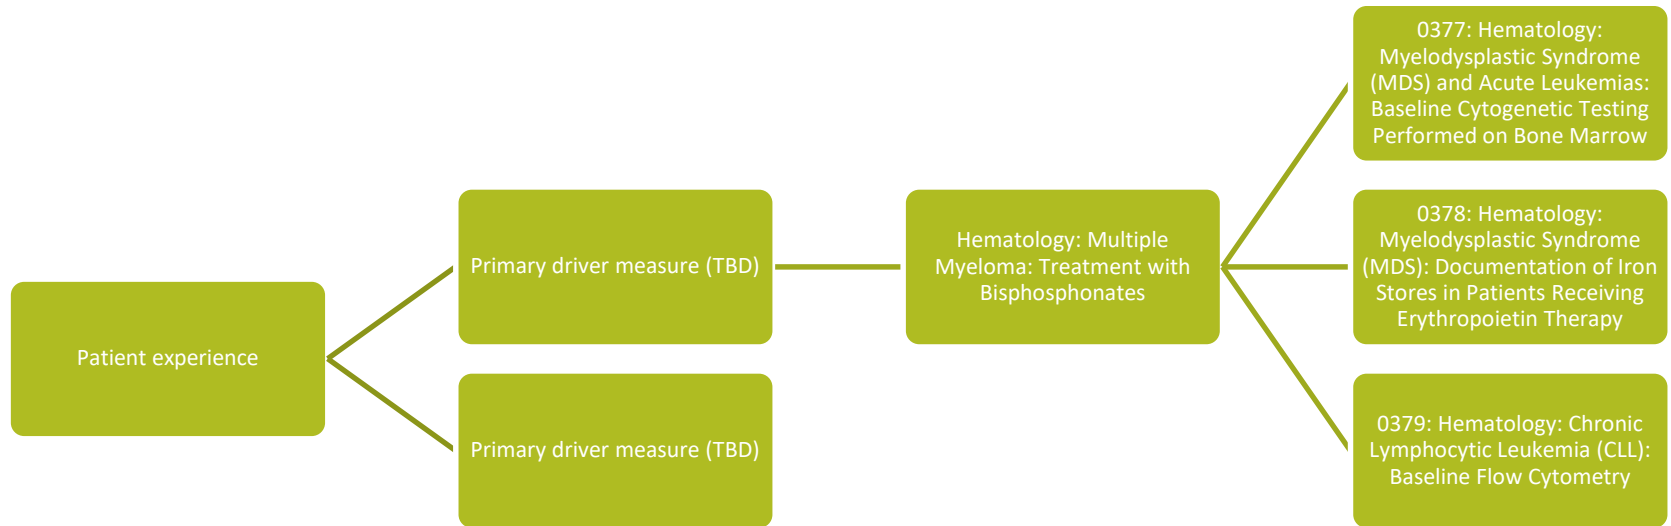 Patient experience
Primary driver measure (TBD)
Primary driver measure (TBD)
Hematology: Multiple
Myeloma: Treatment with
Bisphosphonates
0377: Hematology:
Myelodysplastic Syndrome
(MDS) and Acute Leukemias:
Baseline Cytogenetic Testing
Performed on Bone Marrow
0378: Hematology:
Myelodysplastic Syndrome
(MDS): Documentation of Iron
Stores in Patients Receiving
Erythropoietin Therapy
0379: Hematology: Chronic
Lymphocytic Leukemia (CLL):
Baseline Flow Cytometry